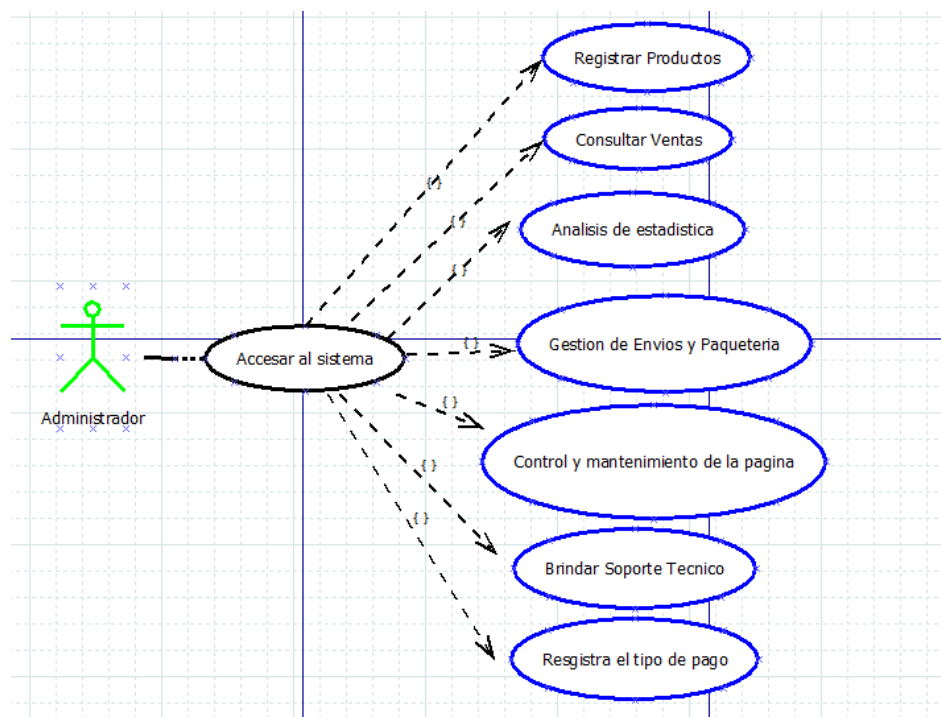 Registrar Productos
Consultar Ventas
{ }
{ }
Analisis de estadistica
{ }
Gestion de Envios y Paqueteria
{ }
Accesar al sistema
{ }
Administrador
Control y mantenimiento de la pagina
{ }
{ }
Brindar Soporte Tecnico
Resgistra el tipo de pago